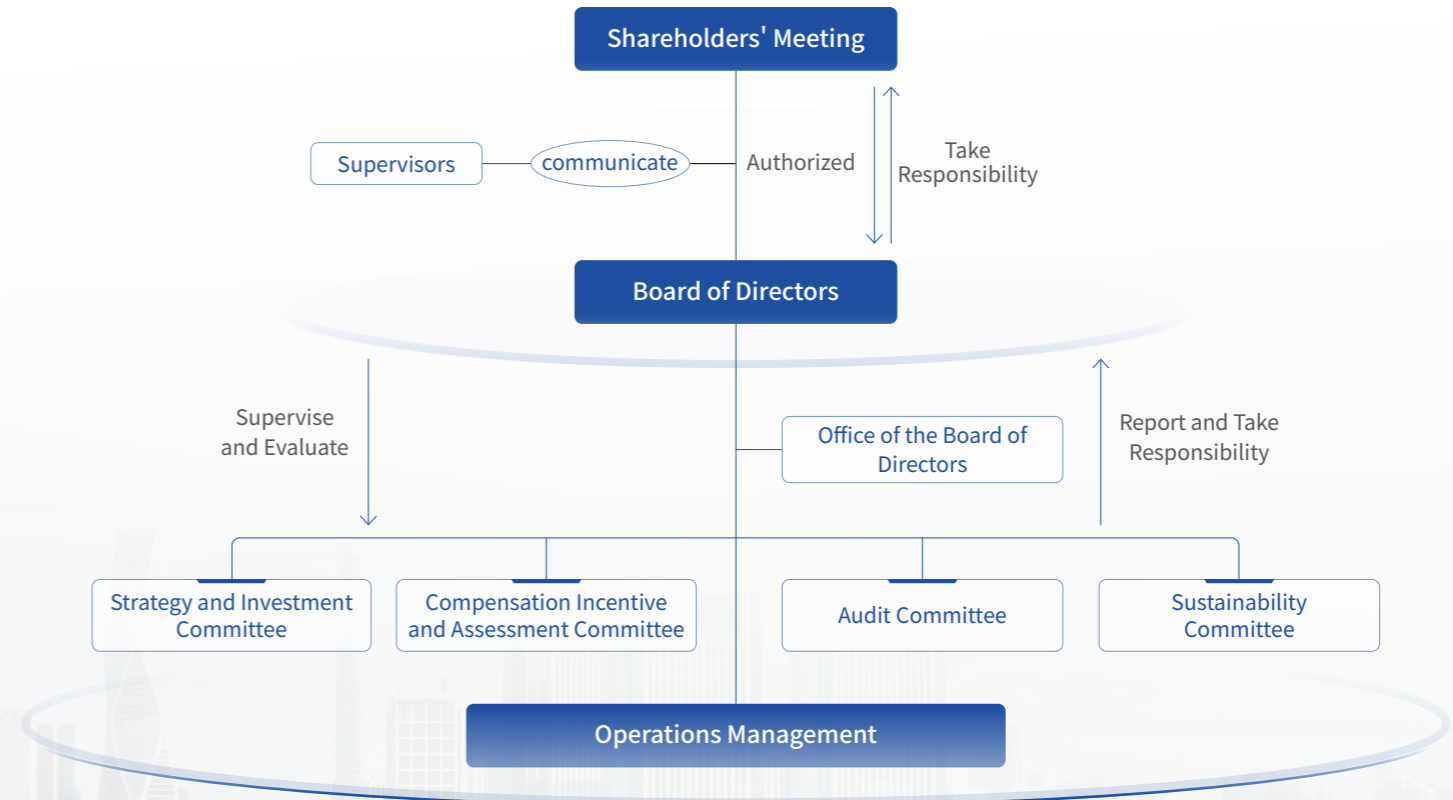 Shareholders' Meeting
Supervisors
communicate
Authorized
Take
Responsibility
Board of Directors
Supervise
and Evaluate
Office of the Board of
Directors
Report and Take
Responsibility
Strategy and Investment
Committee
Compensation Incentive
and Assessment Committee
Audit Committee
Sustainability
Committee
Operations Management